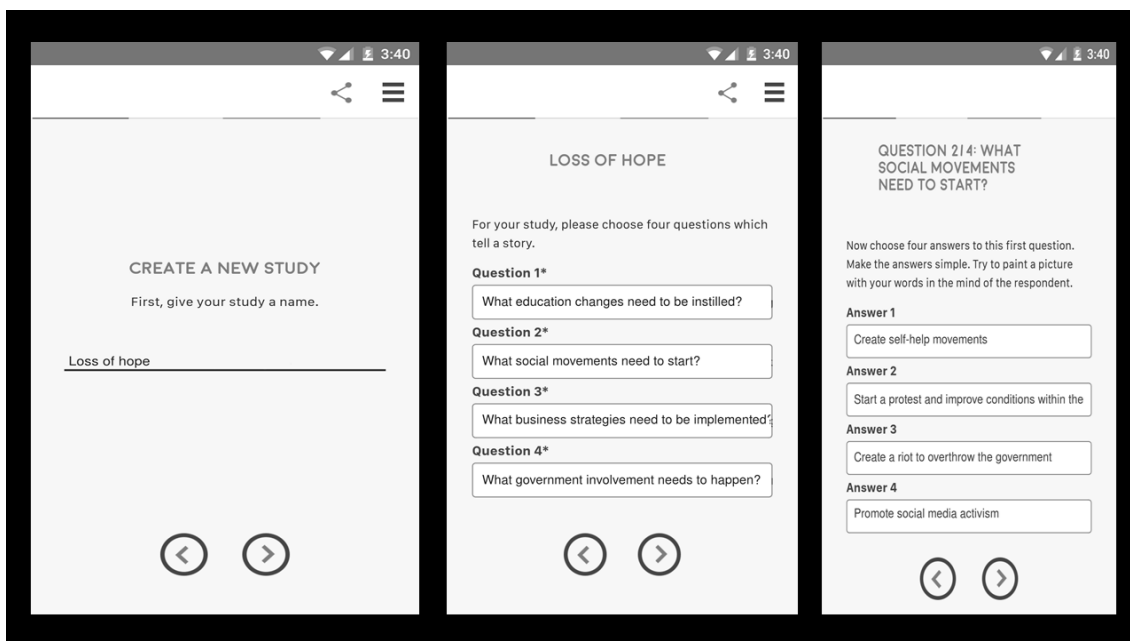 3:40
CREATE A NEW STUDY
First, give your study a name.
Loss of hope
3:40
LOSS OF HOPE
For your study, please choose four questions which
tell a story.
Question 1*
What education changes need to be instilled?
Question 2*
What social movements need to start?
Question 3*
What business strategies need to be implemented?
Question 4*
What government involvement needs to happen?
3:40
QUESTION 2/4: WHAT
SOCIAL MOVEMENTS
NEED TO START?
Now choose four answers to this first question.
Make the answers simple. Try to paint a picture
with your words in the mind of the respondent.
Answer 1
Create self-help movements
Answer 2
Start a protest and improve conditions within the
Answer 3
Create a riot to overthrow the government
Answer 4
Promote social media activism